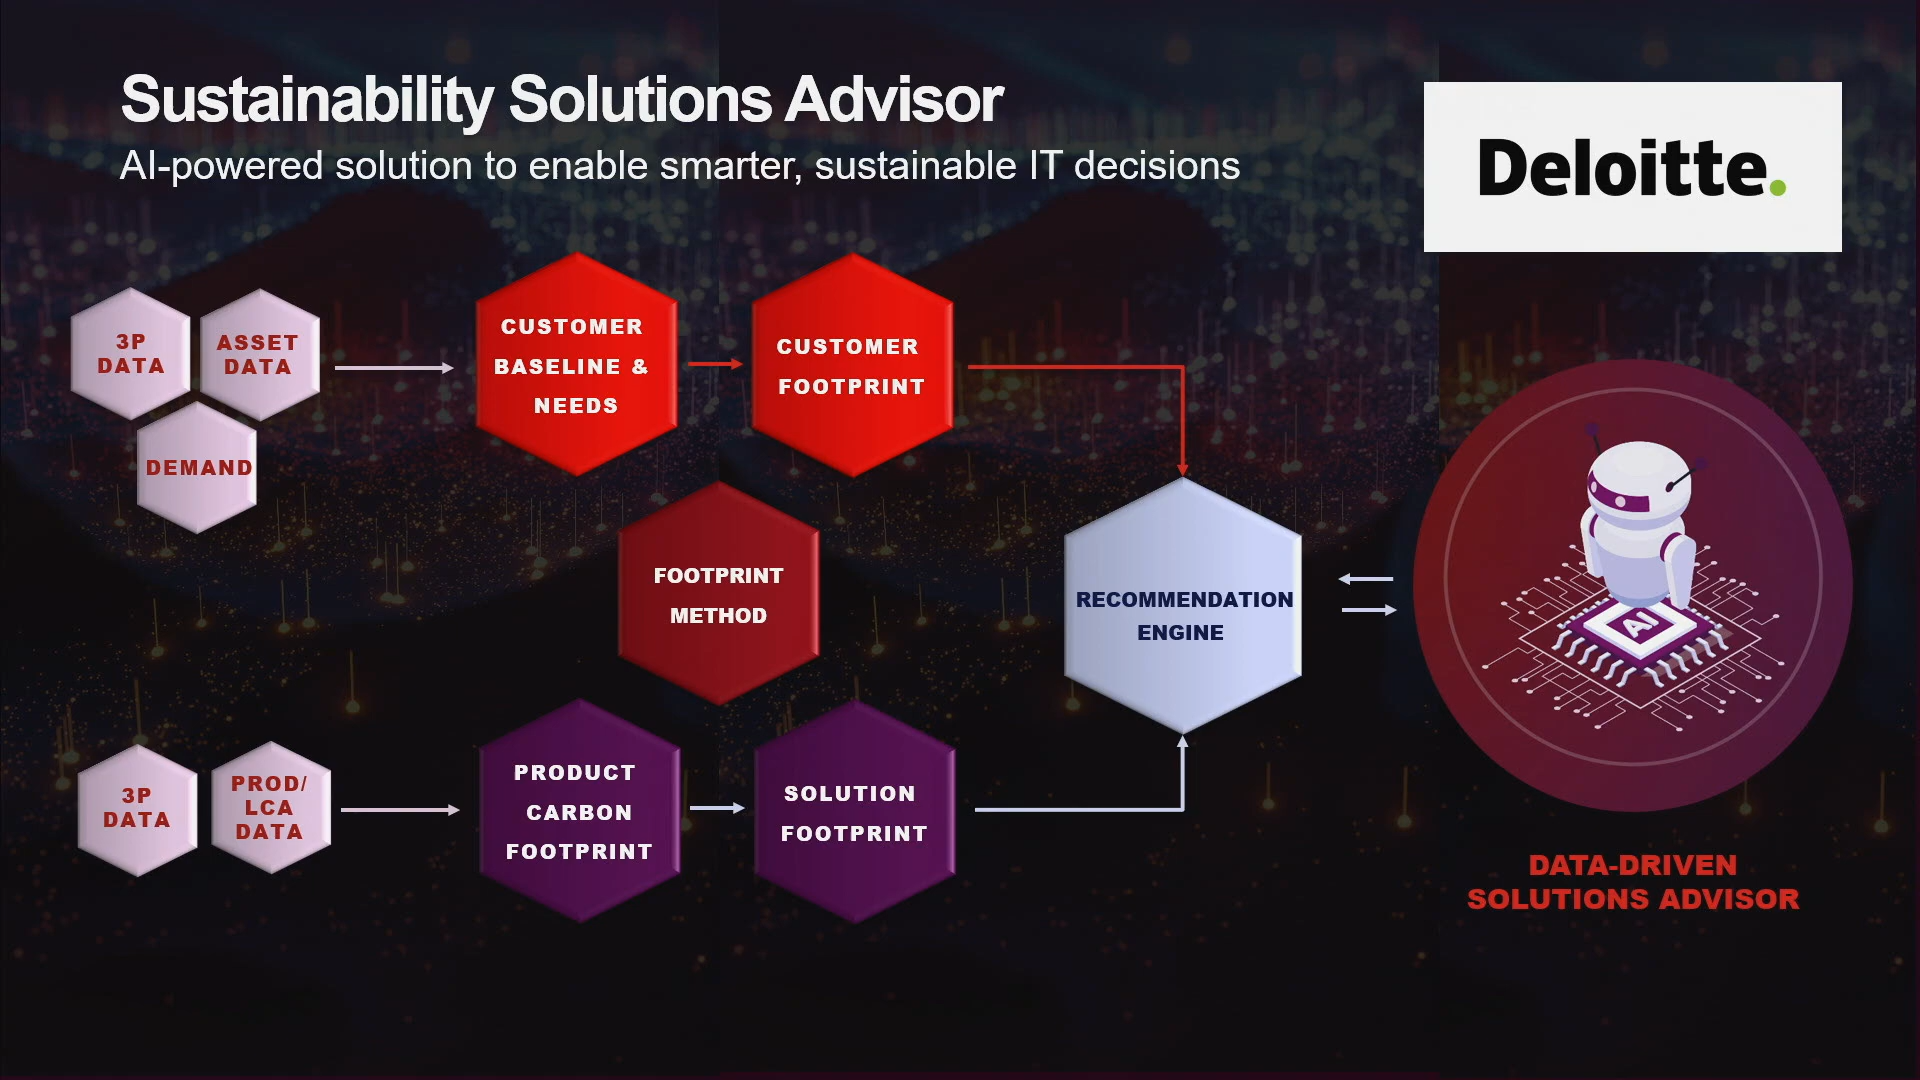 Sustainability Solutions Advisor
AI-powered solution to enable smarter, sustainable IT decisions
Deloitte.
3P
DATA
ASSET
DATA
DEMAND
CUSTOMER
BASELINE &
NEEDS
CUSTOMER
FOOTPRINT
FOOTPRINT
METHOD
RECOMMENDATION
ENGINE
AI
3P
DATA
PROD/
LCA
DATA
PRODUCT
CARBON
FOOTPRINT
SOLUTION
FOOTPRINT
DATA-DRIVEN
SOLUTIONS ADVISOR